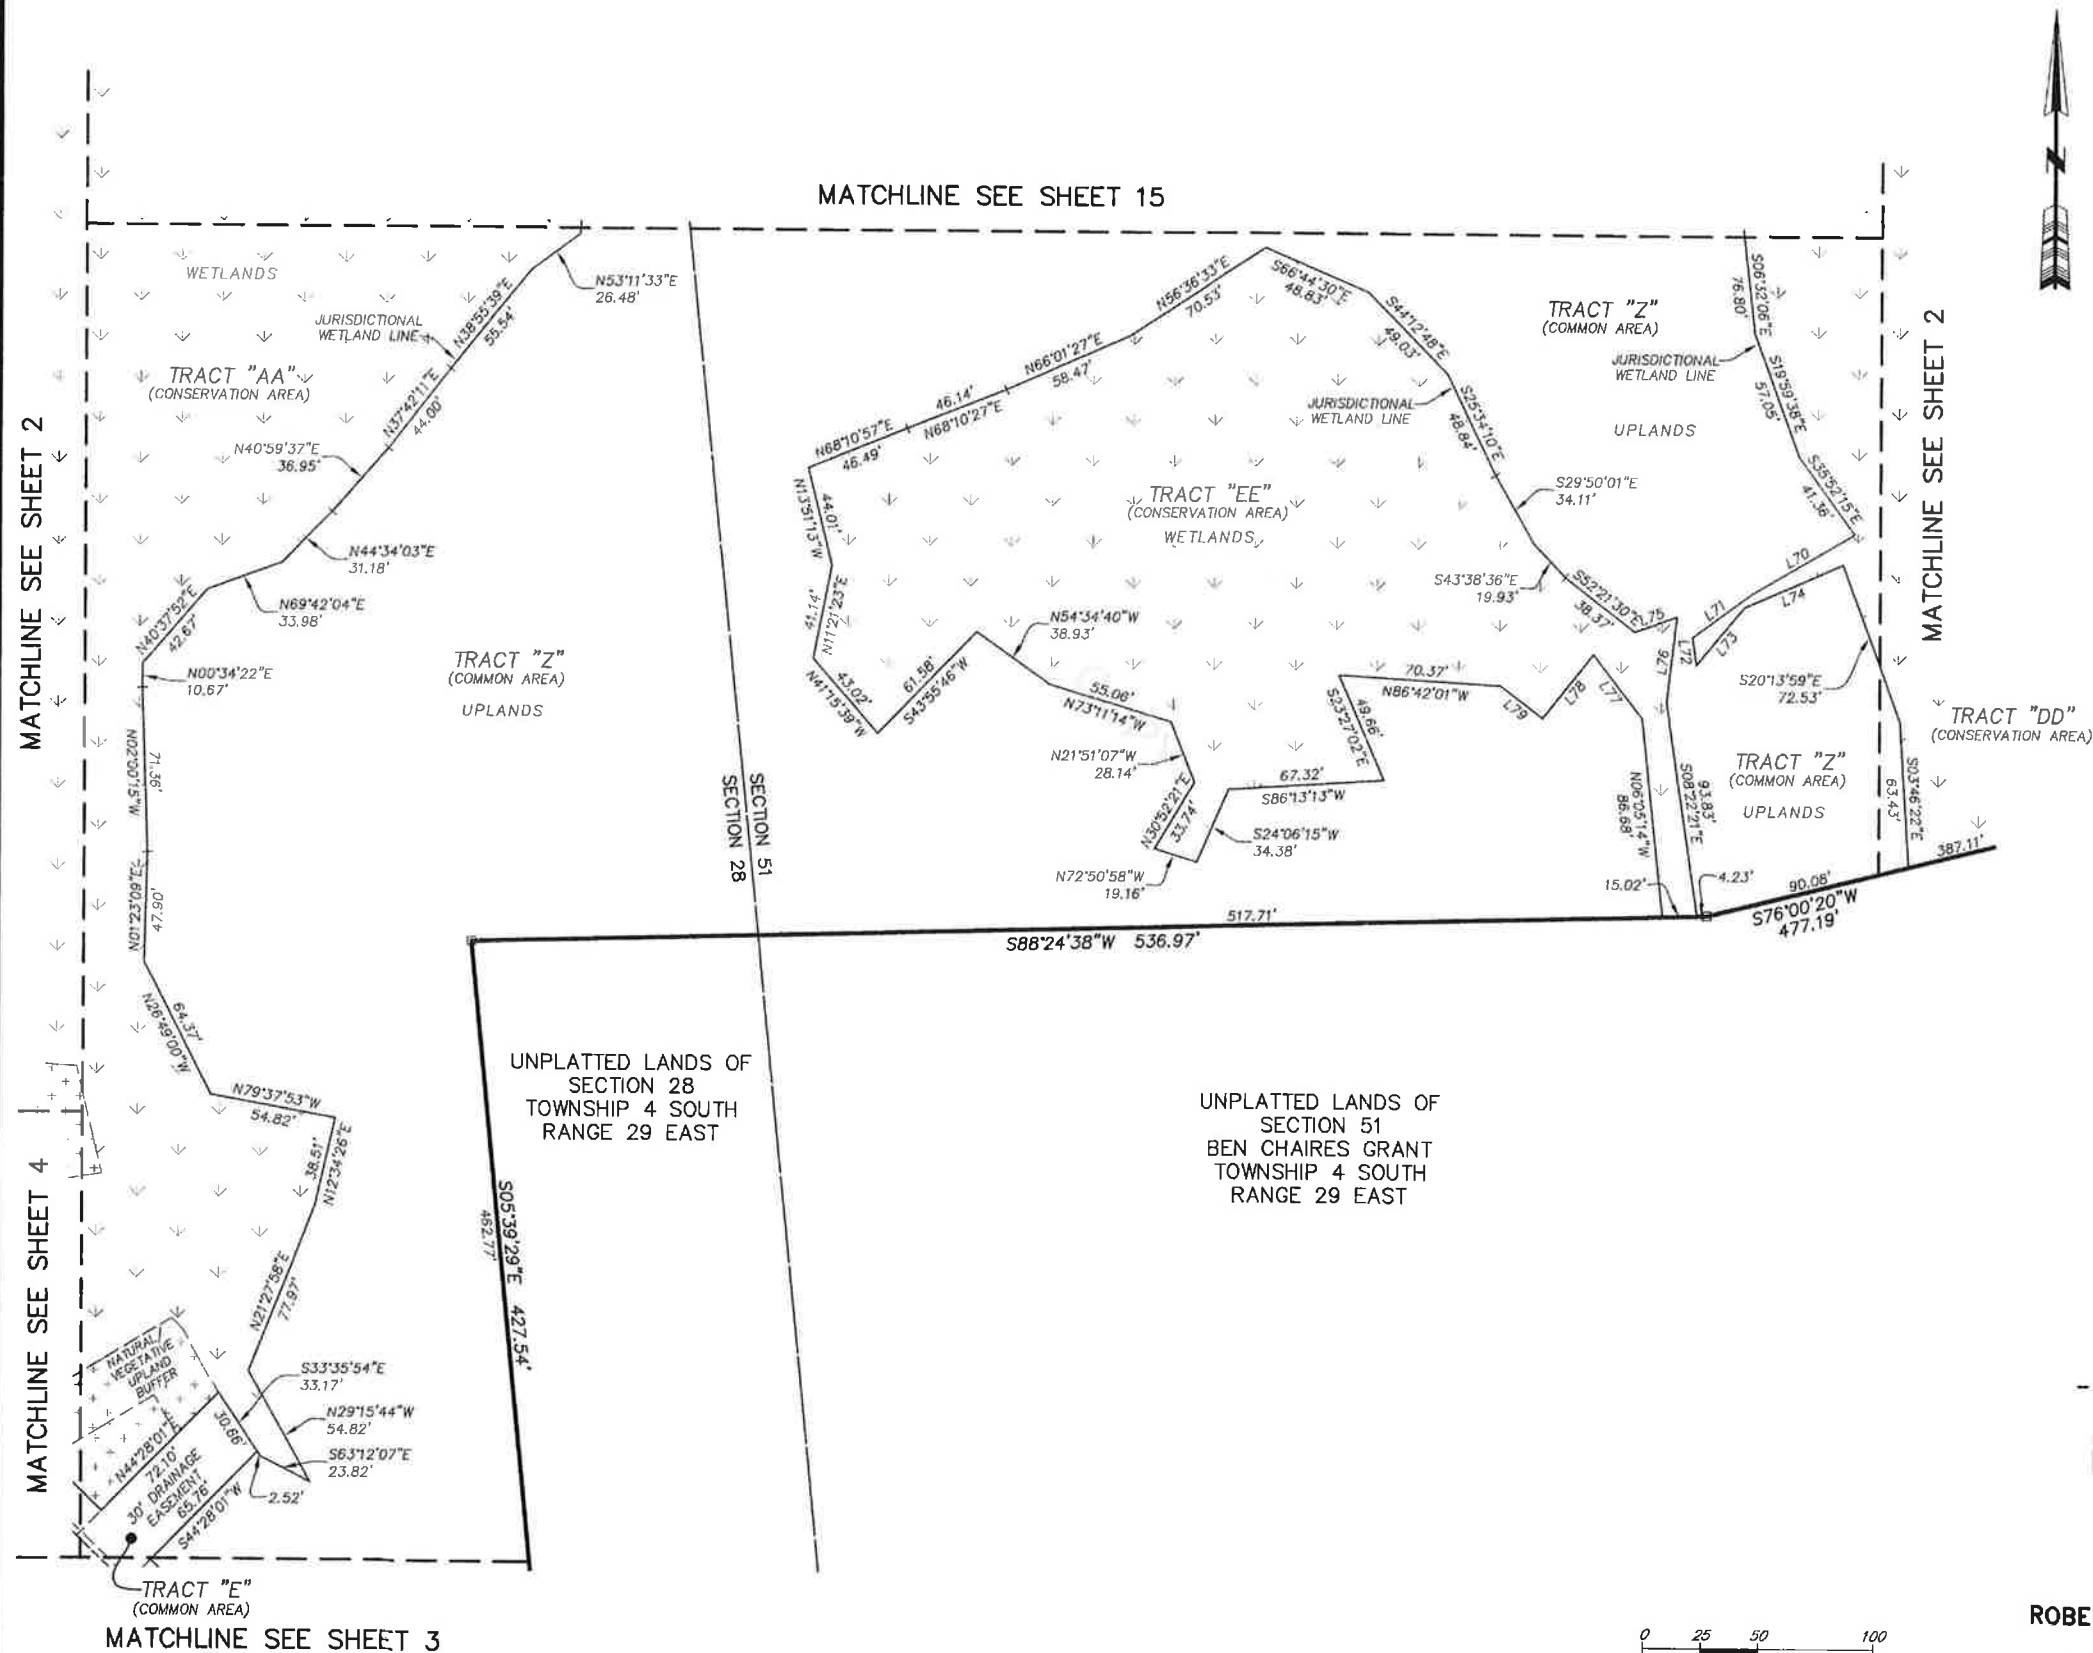 MATCHLINE SEE SHEET 15
N
MATCHLINE SEE SHEET 2
MATCHLINE SEE SHEET 4
MATCHLINE SEE SHEET 2
WETLANDS
JURISDICTIONAL
WETLAND LINE
TRACT "AA"
(CONSERVATION AREA)
N53°11'33"E
26.48'
N38°55'39"E
55.54'
N37°42'11"E
44.00'
N40°59'37"E
36.95'
N44°34'03"E
31.18'
N69°42'04"E
33.98'
N40°37'52"E
42.67'
N00°34'22"E
10.67'
N02°00'15"W
71.36'
N01°23'09"E
47.90'
N26°49'00"W
64.37'
N79°37'53"W
54.82'
N12°34'26"E
38.51'
N21°27'58"E
77.97'
S33°35'54"E
33.17'
N29°15'44"W
54.82'
S63°12'07"E
23.82'
2.52'
30.66'
NATURAL/
VEGETATIVE
UPLAND
BUFFER
N44°28'01"E
72.10'
30' DRAINAGE
EASEMENT
65.76'
S44°28'01"W
TRACT "E"
(COMMON AREA)
MATCHLINE SEE SHEET 3
TRACT "Z"
(COMMON AREA)
UPLANDS
SECTION 51
SECTION 28
S05°39'29"E 427.54'
462.77'
UNPLATTED LANDS OF
SECTION 28
TOWNSHIP 4 SOUTH
RANGE 29 EAST
517.71'
S88°24'38"W 536.97'
UNPLATTED LANDS OF
SECTION 51
BEN CHAIRES GRANT
TOWNSHIP 4 SOUTH
RANGE 29 EAST
N68°10'57"E
46.49'
46.14'
N68°10'27"E
N66°01'27"E
58.47'
N56°36'33"E
70.53'
S66°44'30"E
48.83'
S44°12'48"E
49.03'
S25°34'10"E
48.84'
S29°50'01"E
34.11'
S43°38'36"E
19.93'
S52°21'30"E
38.37'
L75
L76
L72
L71
L70
L73
L74
JURISDICTIONAL
WETLAND LINE
TRACT "EE"
(CONSERVATION AREA)
WETLANDS
N13°51'13"W
44.01'
N11°21'23"E
41.14'
N41°15'39"W
43.02'
S43°55'46"W
61.58'
N54°34'40"W
38.93'
55.06'
N73°11'14"W
N21°51'07"W
28.14'
N30°52'21"E
33.74'
N72°50'58"W
19.16'
S24°06'15"W
34.38'
67.32'
S86°13'13"W
S23°27'02"E
49.66'
70.37'
N86°42'01"W
L79
L78
L77
N06°05'14"W
86.68'
93.83'
S08°22'21"E
15.02'
4.23'
TRACT "Z"
(COMMON AREA)
JURISDICTIONAL
WETLAND LINE
UPLANDS
S06°32'06"E
76.80'
S19°59'38"E
57.05'
S35°52'15"E
41.36'
S20°13'59"E
72.53'
TRACT "Z"
(COMMON AREA)
UPLANDS
S03°46'22"E
63.43'
TRACT "DD"
(CONSERVATION AREA)
387.11'
90.08'
S76°00'20"W
477.19'
ROBE
0 25 50 100